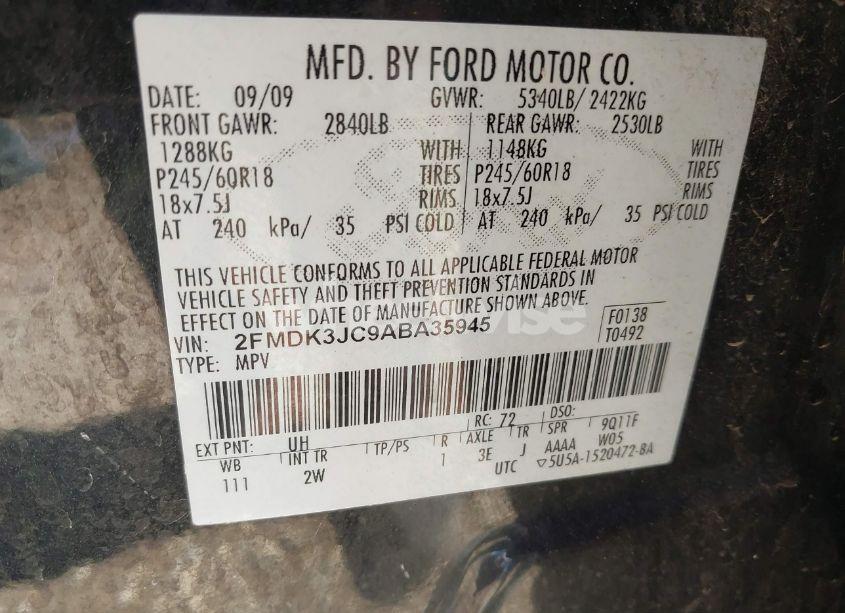 MFD. BY FORD MOTOR CO.
DATE: 09/09 GVWR: 5340LB/ 2422KG
FRONT GAWR: 2840LB REAR GAWR: 2530LB
1288KG WITH 1148KG WITH
P245/60R18 TIRES P245/60R18 TIRES
18x7.5J RIMS 18x7.5J RIMS
AT 240 kPa/ 35 PSI COLD AT 240 kPa/ 35 PSI COLD
THIS VEHICLE CONFORMS TO ALL APPLICABLE FEDERAL MOTOR
VEHICLE SAFETY AND THEFT PREVENTION STANDARDS IN
EFFECT ON THE DATE OF MANUFACTURE SHOWN ABOVE.
VIN: 2FMDK3JC9ABA35945 F0138
TYPE: MPV T0492
RC: 72 DSO:
EXT PNT: UH AXLE TR SPR 9Q11F
WB INT TR TP/PS R 3E J AAAA W05
111 2W 1 UTC ▽5U5A-1520472-BA